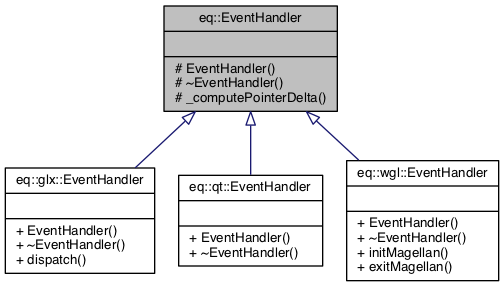 eq::EventHandler
# EventHandler()
# ~EventHandler()
# _computePointerDelta()
eq::glx::EventHandler
+ EventHandler()
+ ~EventHandler()
+ dispatch()
eq::qt::EventHandler
+ EventHandler()
+ ~EventHandler()
eq::wgl::EventHandler
+ EventHandler()
+ ~EventHandler()
+ initMagellan()
+ exitMagellan()